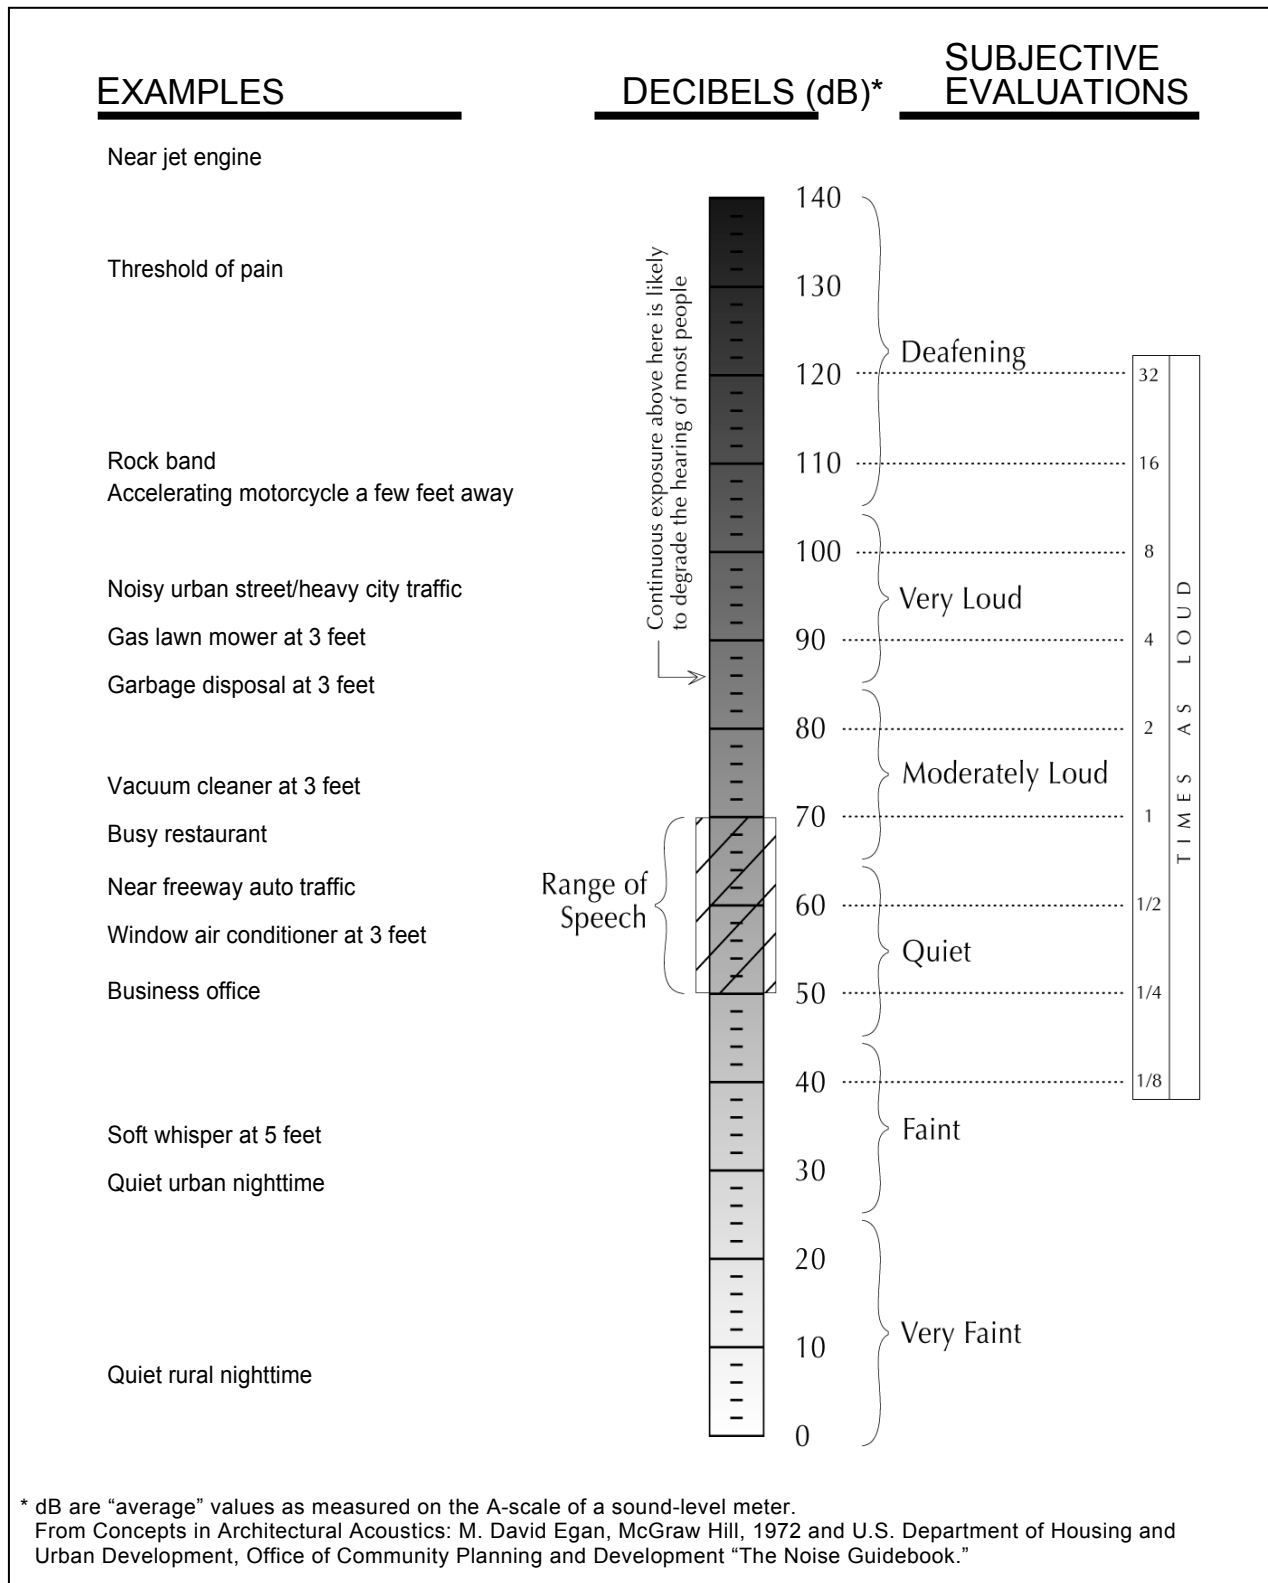 EXAMPLES
DECIBELS (dB)*
SUBJECTIVE
EVALUATIONS
Near jet engine
Threshold of pain
Rock band
Accelerating motorcycle a few feet away
Noisy urban street/heavy city traffic
Gas lawn mower at 3 feet
Garbage disposal at 3 feet
Vacuum cleaner at 3 feet
Busy restaurant
Near freeway auto traffic
Window air conditioner at 3 feet
Business office
Soft whisper at 5 feet
Quiet urban nighttime
Quiet rural nighttime
Continuous exposure above here is likely
to degrade the hearing of most people
Range of
Speech
140
130
120
110
100
90
80
70
60
50
40
30
20
10
0
Deafening
Very Loud
Moderately Loud
Quiet
Faint
Very Faint
32
16
8
4
2
1
1/2
1/4
1/8
TIMES AS LOUD
* dB are “average” values as measured on the A-scale of a sound-level meter.
From Concepts in Architectural Acoustics: M. David Egan, McGraw Hill, 1972 and U.S. Department of Housing and
Urban Development, Office of Community Planning and Development “The Noise Guidebook.”